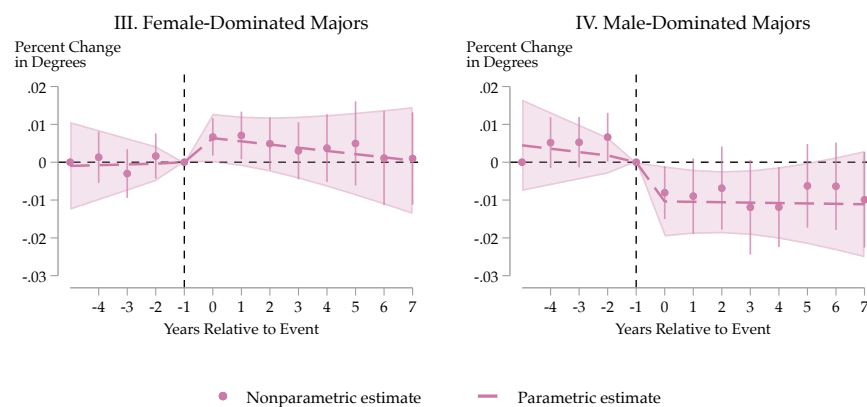 III. Female-Dominated Majors
Percent Change
in Degrees
.02
.01
0
-.01
-.02
-.03
-4 -3 -2 -1 0 1 2 3 4 5 6 7
Years Relative to Event
IV. Male-Dominated Majors
Percent Change
in Degrees
.02
.01
0
-.01
-.02
-.03
-4 -3 -2 -1 0 1 2 3 4 5 6 7
Years Relative to Event
Nonparametric estimate
Parametric estimate